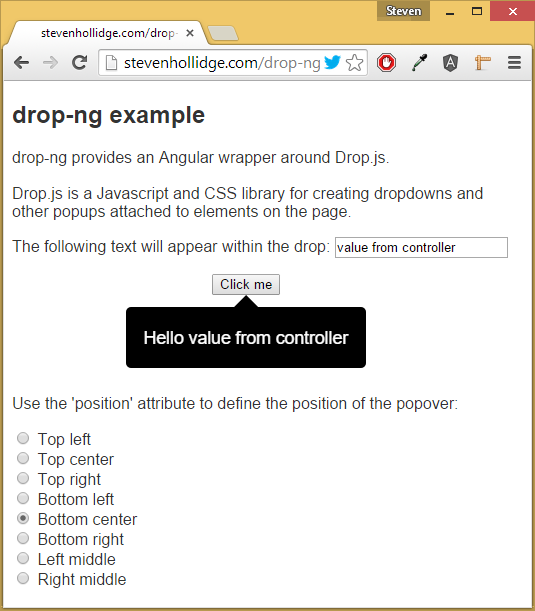 Steven
stevenhollidge.com/drop-
stevenhollidge.com/drop-ng
drop-ng example
drop-ng provides an Angular wrapper around Drop.js.
Drop.js is a Javascript and CSS library for creating dropdowns and
other popups attached to elements on the page.
The following text will appear within the drop: value from controller
Click me
Hello value from controller
Use the 'position' attribute to define the position of the popover:
Top left
Top center
Top right
Bottom left
Bottom center
Bottom right
Left middle
Right middle